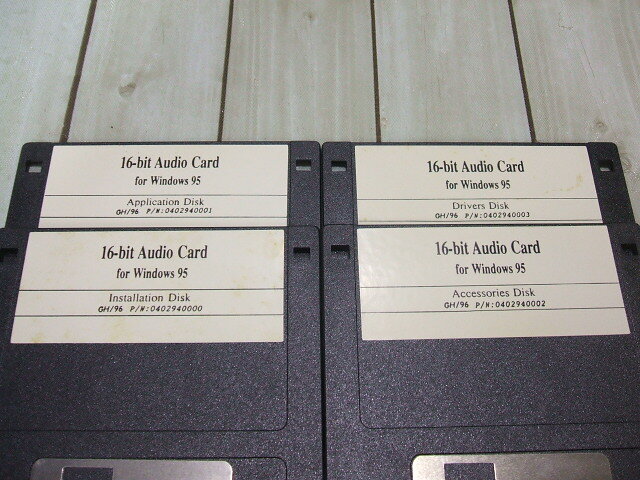 16-bit Audio Card
for Windows 95
Application Disk
GH/96 P/N:0402940001
16-bit Audio Card
for Windows 95
Drivers Disk
GH/96 P/N:0402940003
16-bit Audio Card
for Windows 95
Installation Disk
GH/96 P/N:0402940000
16-bit Audio Card
for Windows 95
Accessories Disk
GH/96 P/N:0402940002